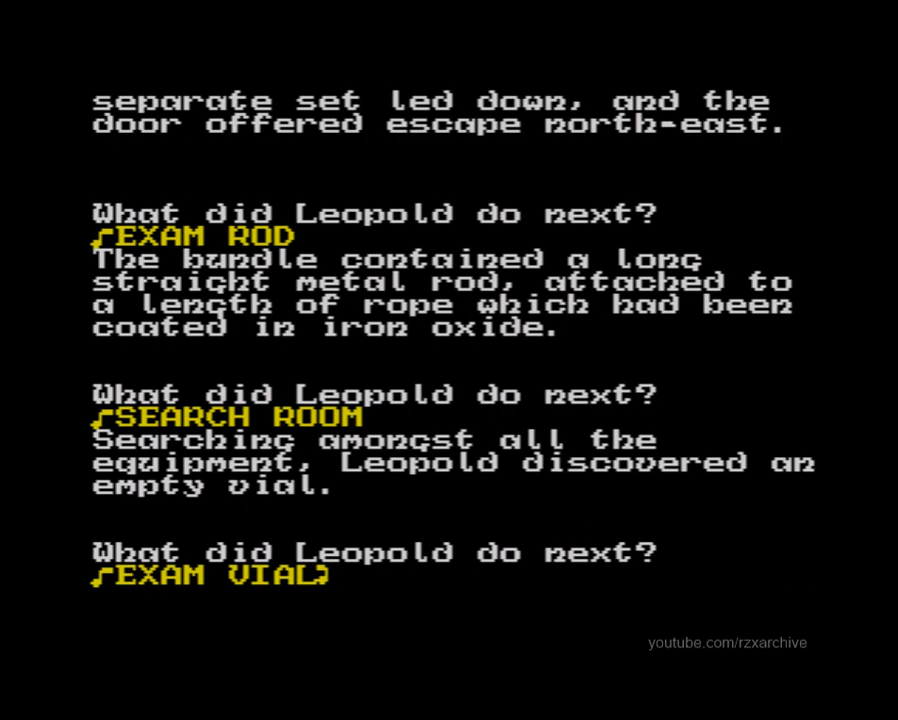 separate set led down, and the
door offered escape north-east.
What did Leopold do next?
EXAM ROD
The bundle contained a long
straight metal rod, attached to
a length of rope which had been
coated in iron oxide.
What did Leopold do next?
SEARCH ROOM
Searching amongst all the
equipment, Leopold discovered an
empty vial.
What did Leopold do next?
EXAM VIAL
youtube.com/rzxarchive